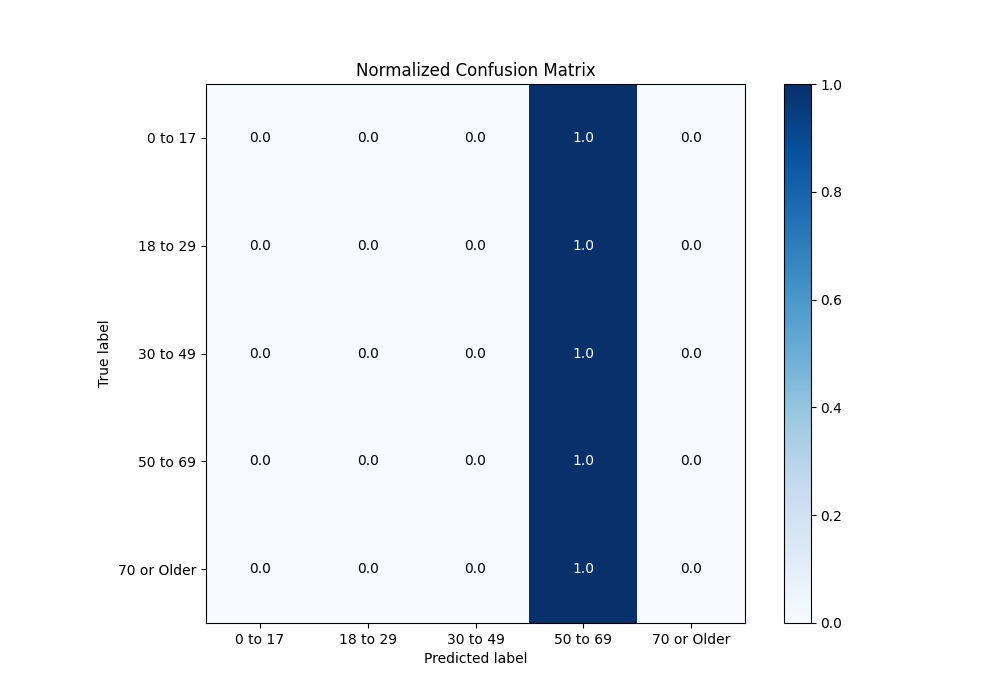 Normalized Confusion Matrix
0 to 17 0.0 0.0 0.0 1.0 0.0
18 to 29 0.0 0.0 0.0 1.0 0.0
30 to 49 0.0 0.0 0.0 1.0 0.0
50 to 69 0.0 0.0 0.0 1.0 0.0
70 or Older 0.0 0.0 0.0 1.0 0.0
True label
0 to 17 18 to 29 30 to 49 50 to 69 70 or Older
Predicted label
1.0
0.8
0.6
0.4
0.2
0.0